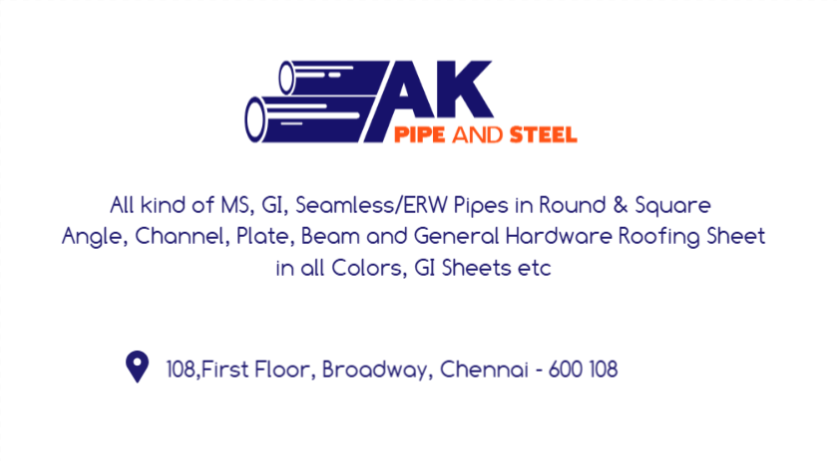 AK
PIPE AND STEEL
All kind of MS, GI, Seamless/ERW Pipes in Round & Square
Angle, Channel, Plate, Beam and General Hardware Roofing Sheet
in all Colors, GI Sheets etc
108,First Floor, Broadway, Chennai - 600 108